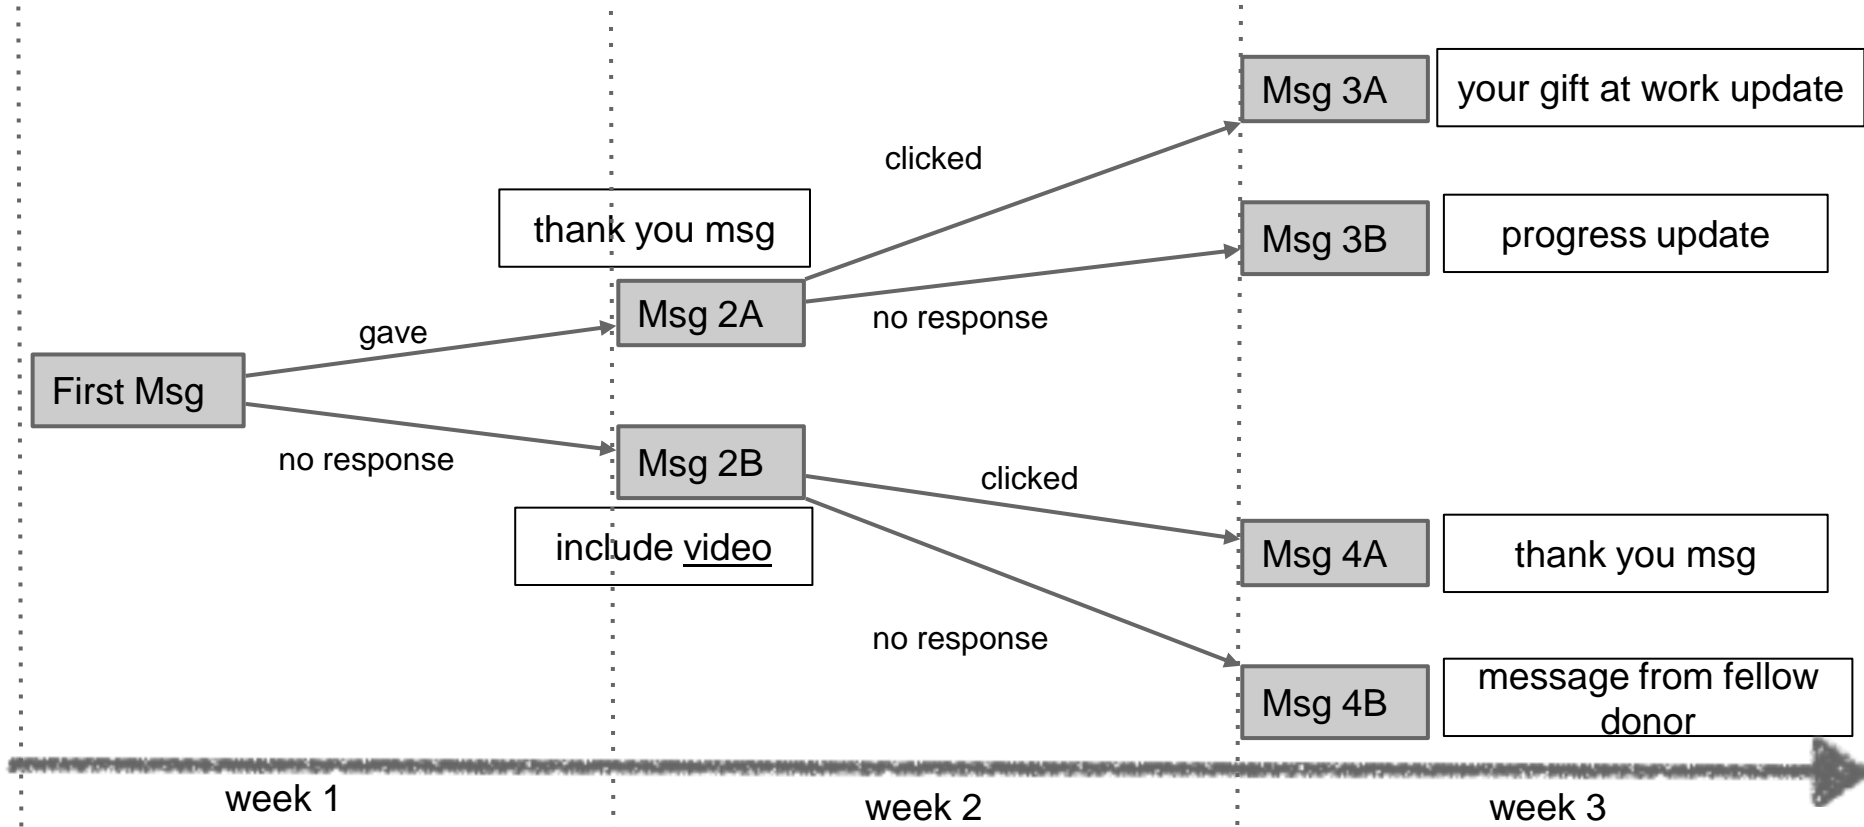 Msg 3A
your gift at work update
clicked
thank you msg
Msg 3B
progress update
Msg 2A
no response
gave
First Msg
no response
Msg 2B
clicked
include video
Msg 4A
thank you msg
no response
Msg 4B
message from fellow
donor
week 1
week 2
week 3